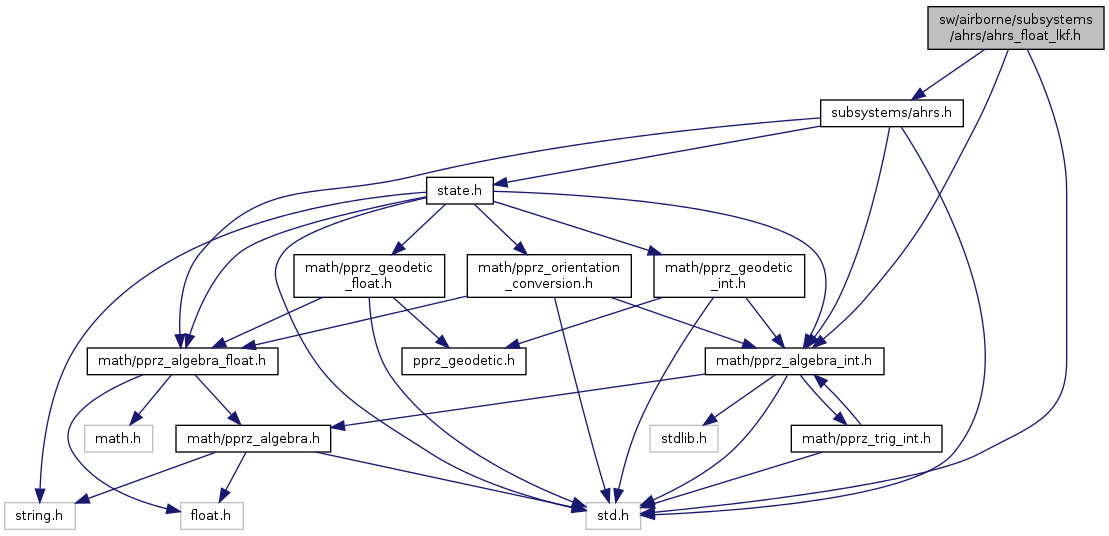 sw/airborne/subsystems
/ahrs/ahrs_float_lkf.h
subsystems/ahrs.h
state.h
math/pprz_geodetic
_float.h
math/pprz_orientation
_conversion.h
math/pprz_geodetic
_int.h
math/pprz_algebra_float.h
pprz_geodetic.h
math/pprz_algebra_int.h
math.h
math/pprz_algebra.h
stdlib.h
math/pprz_trig_int.h
string.h
float.h
std.h